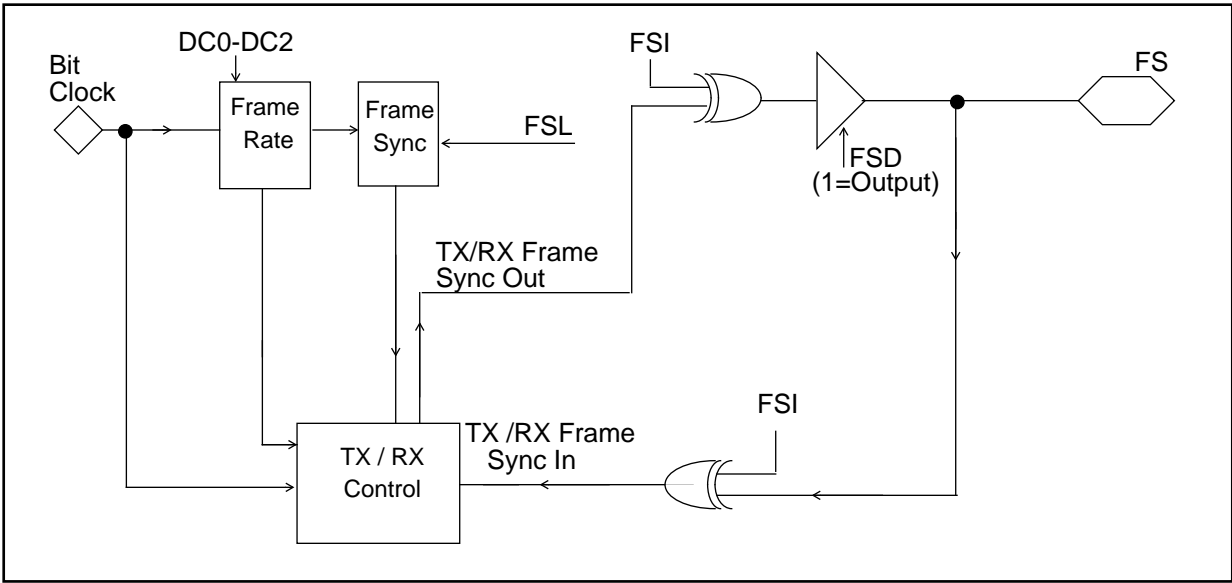 DC0-DC2
Bit
Clock
Frame
Rate
Frame
Sync
FSL
FSI
FS
FSD
(1=Output)
TX/RX Frame
Sync Out
TX / RX
Control
TX /RX Frame
Sync In
FSI